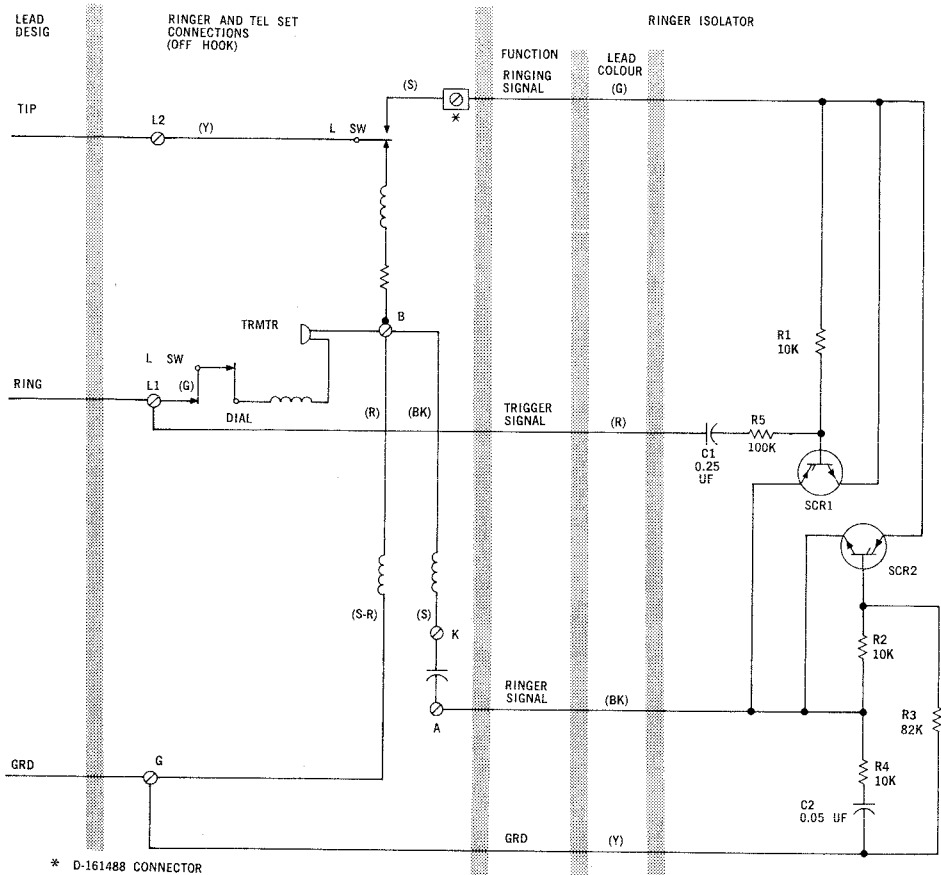 LEAD
DESIG
RINGER AND TEL SET
CONNECTIONS
(OFF HOOK)
RINGER ISOLATOR
FUNCTION
LEAD
COLOUR
RINGING
SIGNAL
(G)
(S)
*
TIP
L2
(Y)
L SW
B
TRMTR
L SW
RING
L1
(G)
DIAL
(R)
(BK)
TRIGGER
SIGNAL
(R)
C1
0.25
UF
R5
100K
R1
10K
SCR1
SCR2
(S-R)
(S)
K
R2
10K
RINGER
SIGNAL
(BK)
A
R3
82K
R4
10K
C2
0.05 UF
GRD
G
GRD
(Y)
* D-161488 CONNECTOR